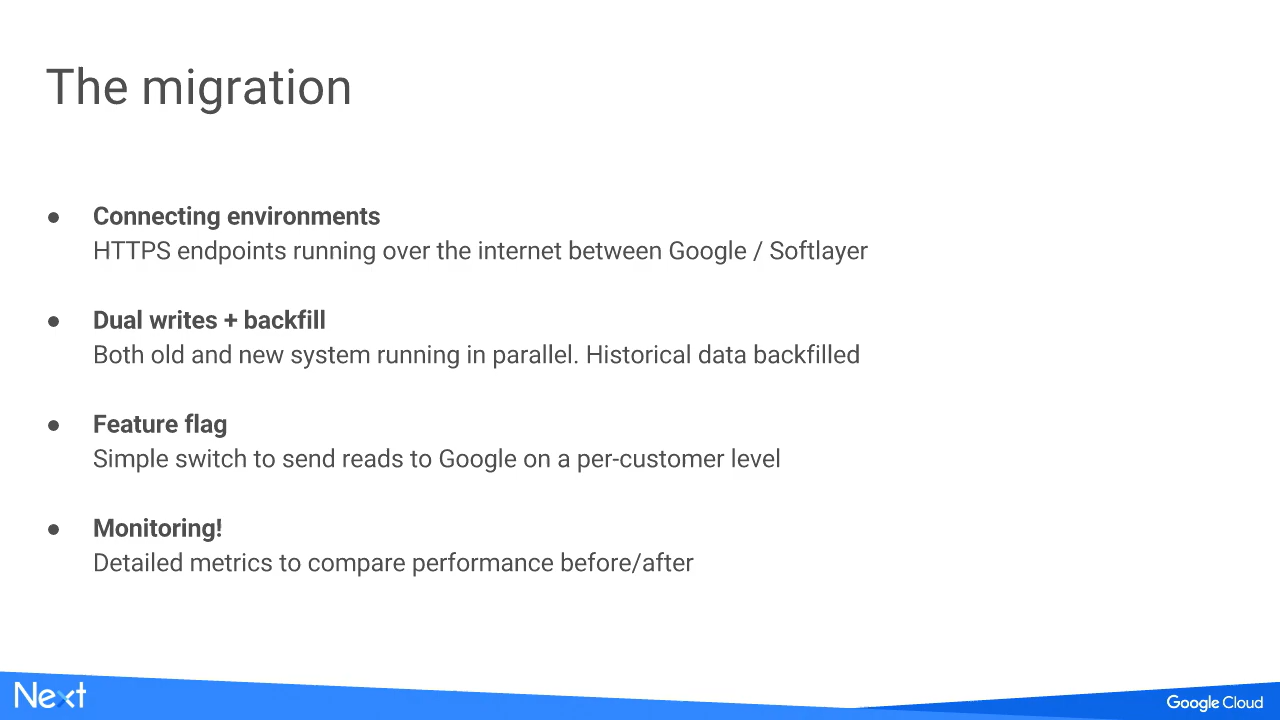 The migration
● Connecting environments
HTTPS endpoints running over the internet between Google / Softlayer
● Dual writes + backfill
Both old and new system running in parallel. Historical data backfilled
● Feature flag
Simple switch to send reads to Google on a per-customer level
● Monitoring!
Detailed metrics to compare performance before/after
Next
Google Cloud